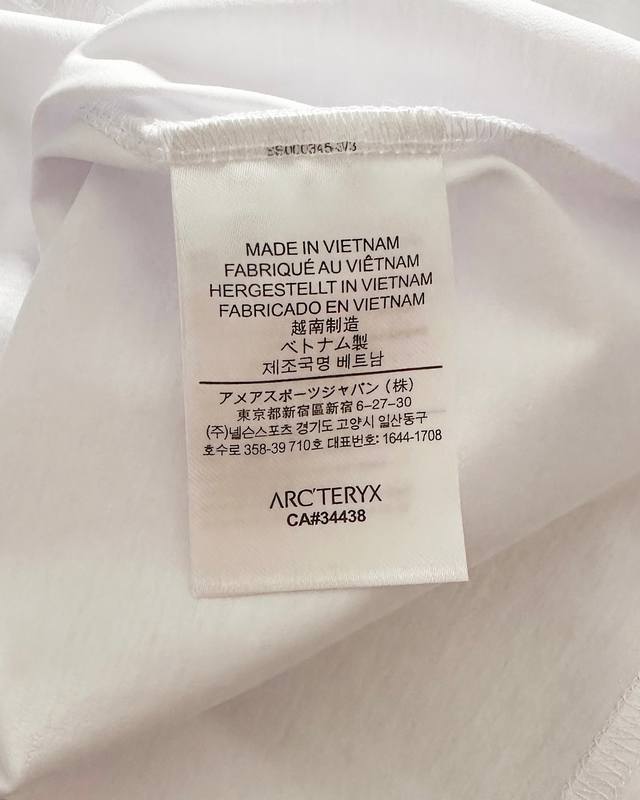 MADE IN VIETNAM
FABRIQUÉ AU VIÊTNAM
HERGESTELLT IN VIETNAM
FABRICADO EN VIETNAM
越南制造
ベトナム製
제조국명 베트남
アメアスポーツジャパン (株)
東京都新宿區新宿 6-27-30
(주)넬슨스포츠 경기도 고양시 일산동구
호수로 358-39 710호 대표번호: 1644-1708
ARC'TERYX
CA#34438